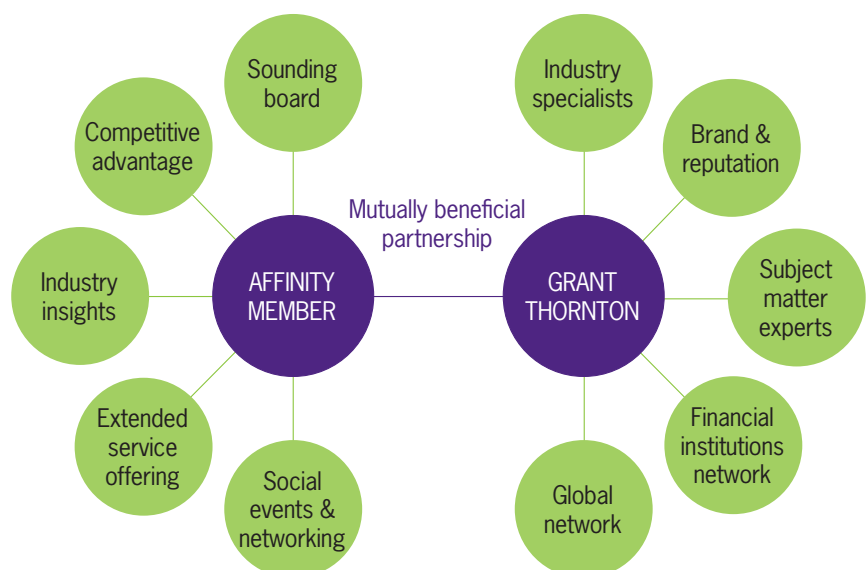 Sounding
board
Competitive
advantage
Industry
insights
Extended
service
offering
Social
events &
networking
AFFINITY
MEMBER
Mutually beneficial
partnership
GRANT
THORNTON
Industry
specialists
Brand &
reputation
Subject
matter
experts
Financial
institutions
network
Global
network